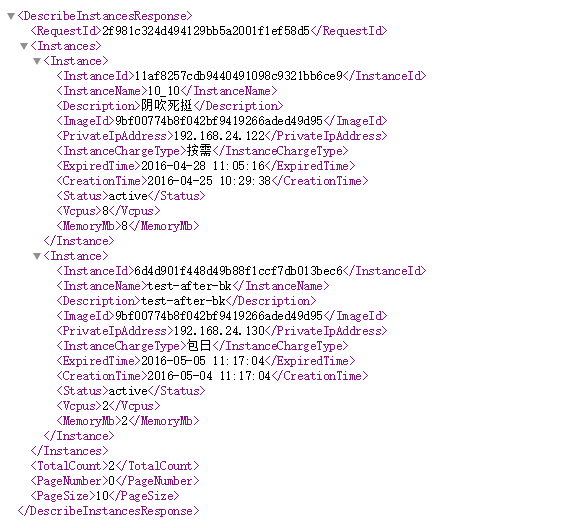 <DescribeInstancesResponse>
<RequestId>2f981c324d494129bb5a2001f1ef58d5</RequestId>
<Instances>
<Instance>
<InstanceId>11af8257cdb9440491098c9321bb6ce9</InstanceId>
<InstanceName>10_10</InstanceName>
<Description>阴吹死挺</Description>
<ImageId>9bf00774b8f042bf9419266aded49d95</ImageId>
<PrivateIpAddress>192.168.24.122</PrivateIpAddress>
<InstanceChargeType>按需</InstanceChargeType>
<ExpiredTime>2016-04-28 11:05:16</ExpiredTime>
<CreationTime>2016-04-25 10:29:38</CreationTime>
<Status>active</Status>
<Vcpus>8</Vcpus>
<MemoryMb>8</MemoryMb>
</Instance>
<Instance>
<InstanceId>6d4d901f448d49b88f1ccf7db013bec6</InstanceId>
<InstanceName>test-after-bk</InstanceName>
<Description>test-after-bk</Description>
<ImageId>9bf00774b8f042bf9419266aded49d95</ImageId>
<PrivateIpAddress>192.168.24.130</PrivateIpAddress>
<InstanceChargeType>包日</InstanceChargeType>
<ExpiredTime>2016-05-05 11:17:04</ExpiredTime>
<CreationTime>2016-05-04 11:17:04</CreationTime>
<Status>active</Status>
<Vcpus>2</Vcpus>
<MemoryMb>2</MemoryMb>
</Instance>
</Instances>
<TotalCount>2</TotalCount>
<PageNumber>0</PageNumber>
<PageSize>10</PageSize>
</DescribeInstancesResponse>